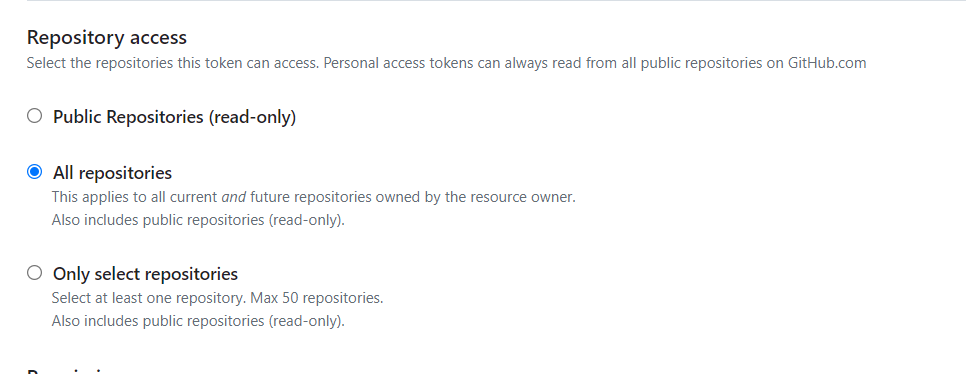 Repository access
Select the repositories this token can access. Personal access tokens can always read from all public repositories on GitHub.com
Public Repositories (read-only)
All repositories
This applies to all current and future repositories owned by the resource owner.
Also includes public repositories (read-only).
Only select repositories
Select at least one repository. Max 50 repositories.
Also includes public repositories (read-only).